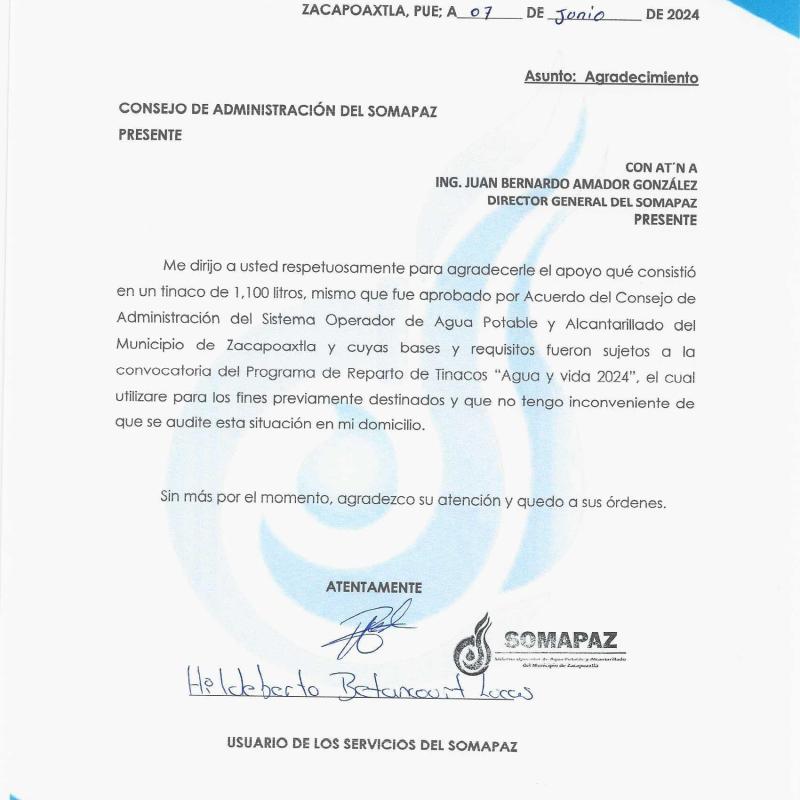 ZACAPOAXTLA, PUE; A 07 DE Junio DE 2024
Asunto: Agradecimiento
CONSEJO DE ADMINISTRACIÓN DEL SOMAPAZ
PRESENTE
CON AT´N A
ING. JUAN BERNARDO AMADOR GONZÁLEZ
DIRECTOR GENERAL DEL SOMAPAZ
PRESENTE
Me dirijo a usted respetuosamente para agradecerle el apoyo qué consistió
en un tinaco de 1,100 litros, mismo que fue aprobado por Acuerdo del Consejo de
Administración del Sistema Operador de Agua Potable y Alcantarillado del
Municipio de Zacapoaxtla y cuyas bases y requisitos fueron sujetos a la
convocatoria del Programa de Reparto de Tinacos “Agua y vida 2024”, el cual
utilizare para los fines previamente destinados y que no tengo inconveniente de
que se audite esta situación en mi domicilio.
Sin más por el momento, agradezco su atención y quedo a sus órdenes.
ATENTAMENTE
SOMAPAZ
Sistema Operador de Agua Potable y Alcantarillado
del Municipio de Zacapoaxtla
Hildeberto Betancourt Lucas
USUARIO DE LOS SERVICIOS DEL SOMAPAZ